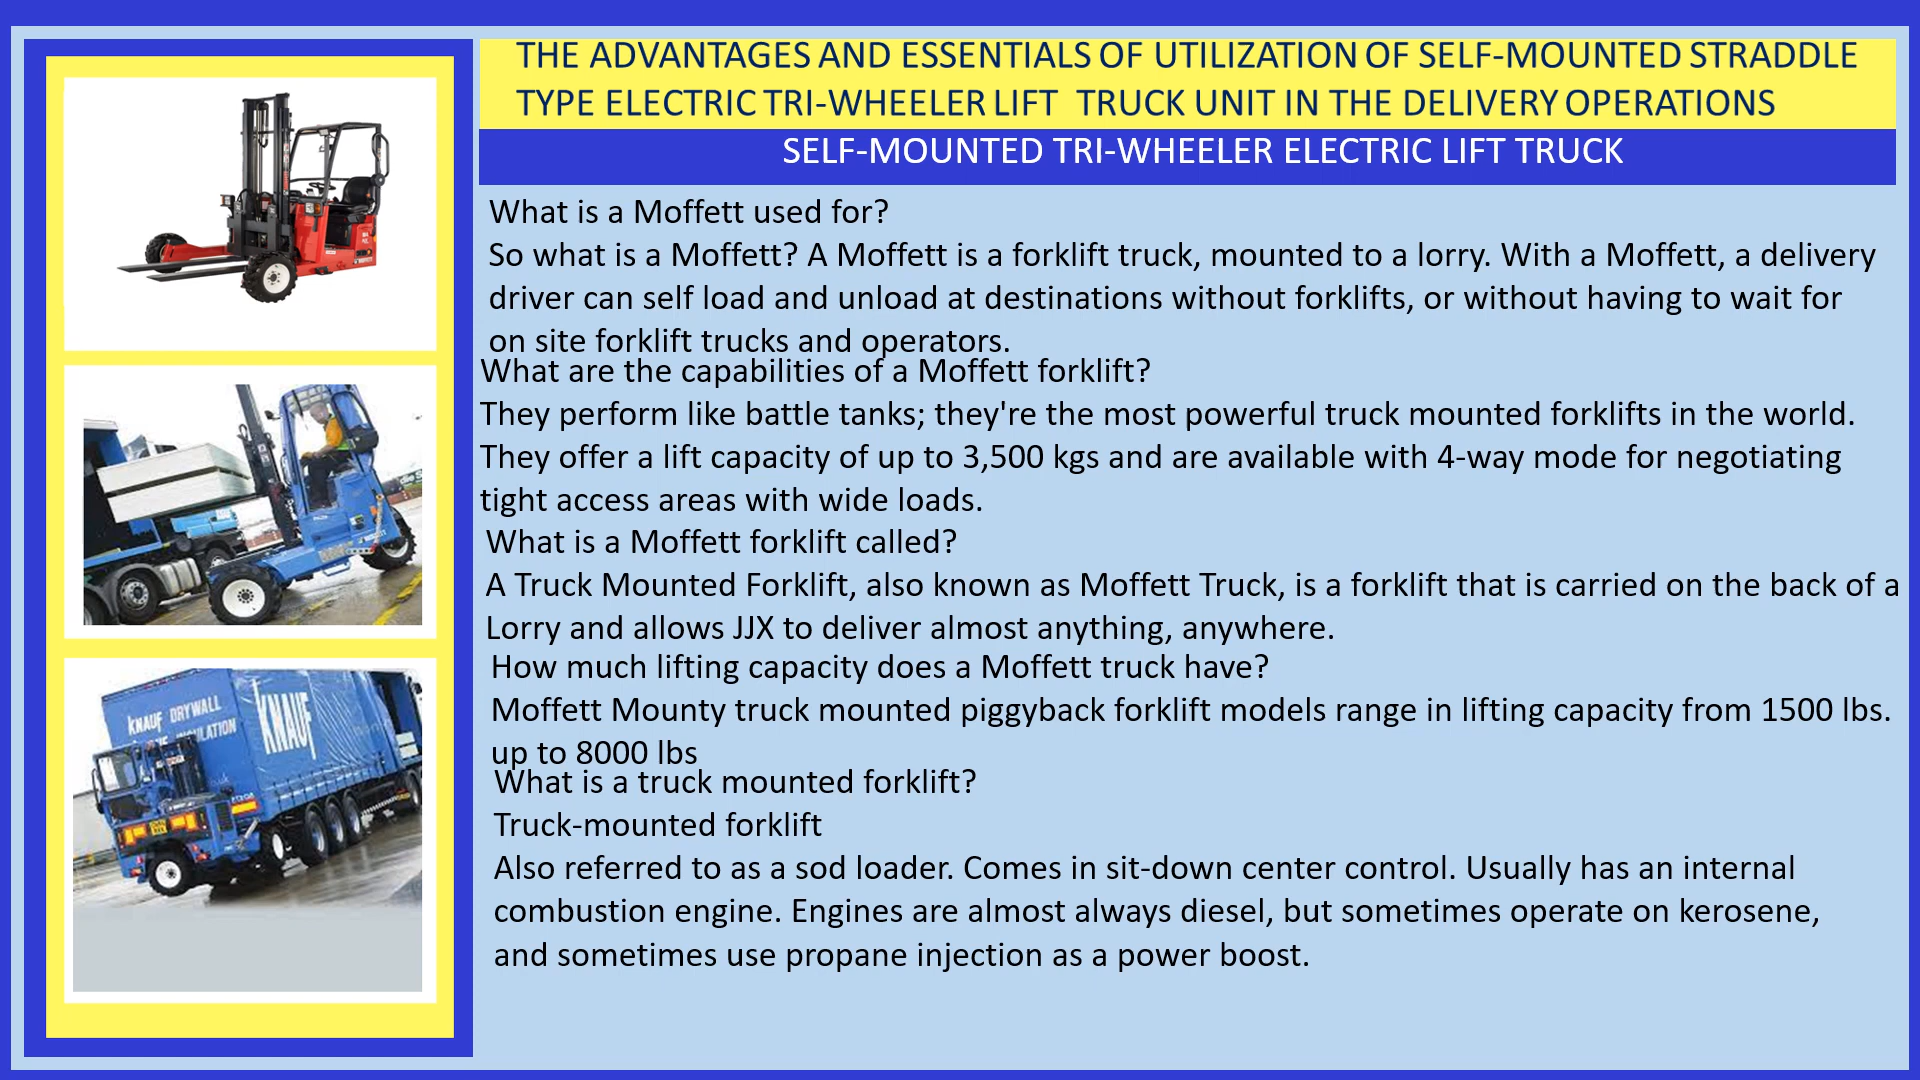 THE ADVANTAGES AND ESSENTIALS OF UTILIZATION OF SELF-MOUNTED STRADDLE
TYPE ELECTRIC TRI-WHEELER LIFT TRUCK UNIT IN THE DELIVERY OPERATIONS
SELF-MOUNTED TRI-WHEELER ELECTRIC LIFT TRUCK
What is a Moffett used for?
So what is a Moffett? A Moffett is a forklift truck, mounted to a lorry. With a Moffett, a delivery
driver can self load and unload at destinations without forklifts, or without having to wait for
on site forklift trucks and operators.
What are the capabilities of a Moffett forklift?
They perform like battle tanks; they're the most powerful truck mounted forklifts in the world.
They offer a lift capacity of up to 3,500 kgs and are available with 4-way mode for negotiating
tight access areas with wide loads.
What is a Moffett forklift called?
A Truck Mounted Forklift, also known as Moffett Truck, is a forklift that is carried on the back of a
Lorry and allows JJX to deliver almost anything, anywhere.
How much lifting capacity does a Moffett truck have?
Moffett Mounty truck mounted piggyback forklift models range in lifting capacity from 1500 lbs.
up to 8000 lbs
What is a truck mounted forklift?
Truck-mounted forklift
Also referred to as a sod loader. Comes in sit-down center control. Usually has an internal
combustion engine. Engines are almost always diesel, but sometimes operate on kerosene,
and sometimes use propane injection as a power boost.
KNAUF DRYWALL
KNAUF